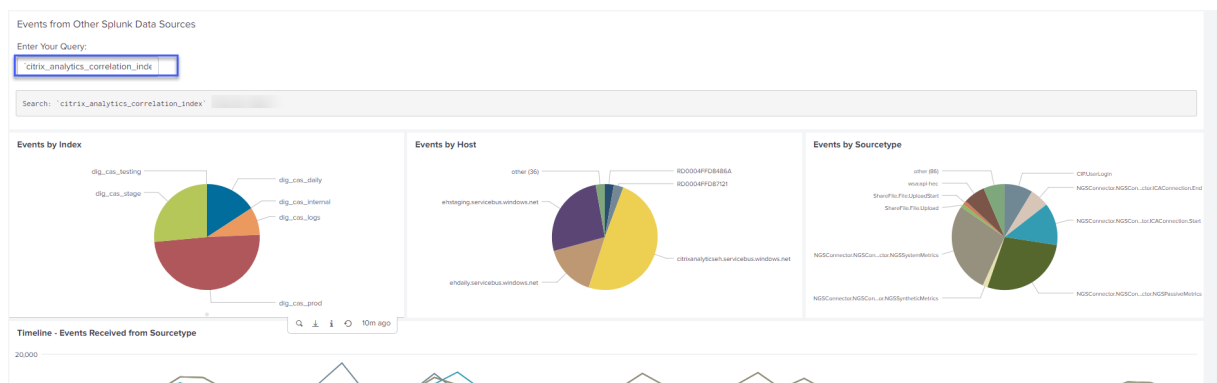 Events from Other Splunk Data Sources
Enter Your Query:
`citrix_analytics_correlation_inde
Search: `citrix_analytics_correlation_index`
Events by Index
dig_cas_testing
dig_cas_stage
dig_cas_daily
dig_cas_internal
dig_cas_logs
dig_cas_prod
10m ago
Events by Host
other (36)
ehstaging.servicebus.windows.net
ehdaily.servicebus.windows.net
RD0004FFD8486A
RD0004FFD87121
citrixanalyticseh.servicebus.windows.net
Events by Sourcetype
other (86)
wsa:xpl-hec
ShareFile.File.UploadStart
ShareFile.File.Upload
NGSConnector.NGSCon...ctor.NGSSystemMetrics
NGSConnector.NGSCon...or.NGSSyntheticMetrics
CIP.UserLogin
NGSConnector.NGSCon...tor.ICAConnection.End
NGSConnector.NGSCon...tor.ICAConnection.Start
NGSConnector.NGSCon...ctor.NGSPassiveMetrics
Timeline - Events Received from Sourcetype
20,000